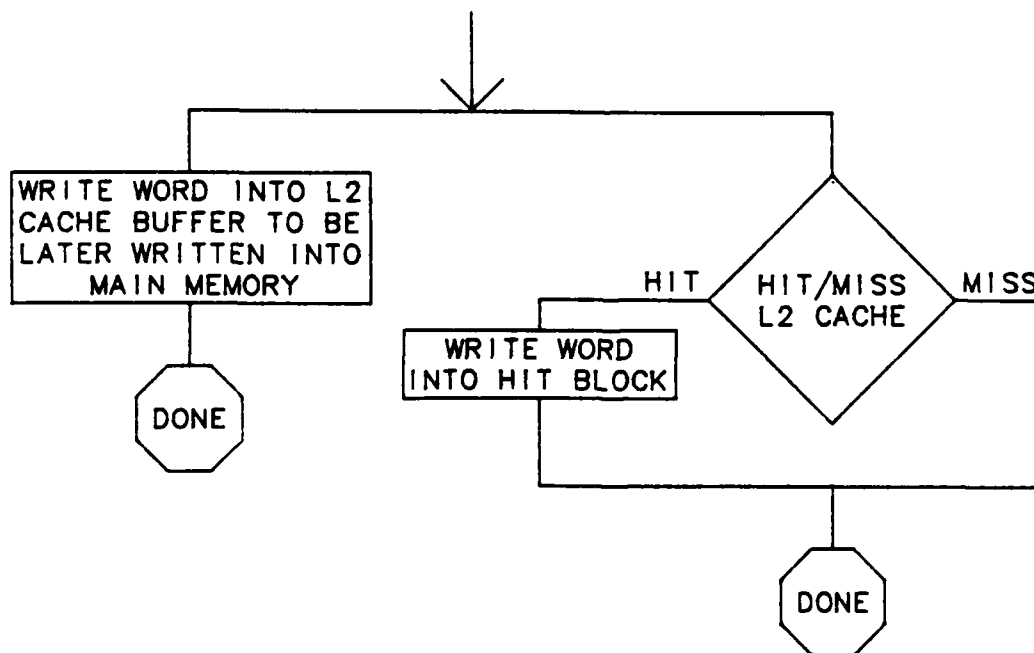 WRITE WORD INTO L2
CACHE BUFFER TO BE
LATER WRITTEN INTO
MAIN MEMORY
DONE
HIT
HIT/MISS
L2 CACHE
MISS
WRITE WORD
INTO HIT BLOCK
DONE